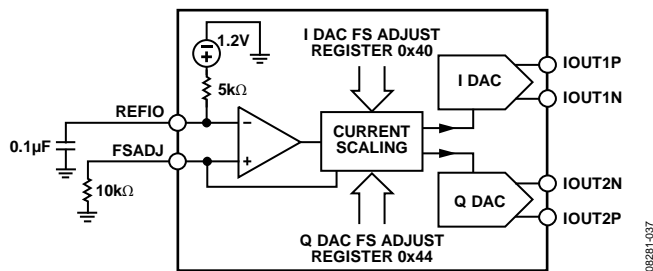 1.2V
5kΩ
I DAC FS ADJUST
REGISTER 0x40
I DAC
IOUT1P
IOUT1N
REFIO
0.1µF
FSADJ
10kΩ
–
+
CURRENT
SCALING
Q DAC
IOUT2N
IOUT2P
Q DAC FS ADJUST
REGISTER 0x44
08281-037